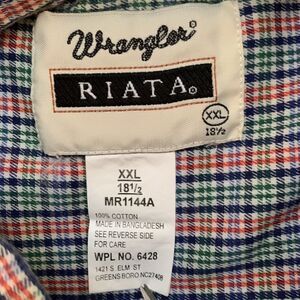 Wrangler®
RIATA®
XXL
18½
XXL
18½
MR1144A
100% COTTON
MADE IN BANGLADESH
SEE REVERSE SIDE
FOR CARE
WPL NO. 6428
1421 S ELM ST
GREENSBORO NC27406